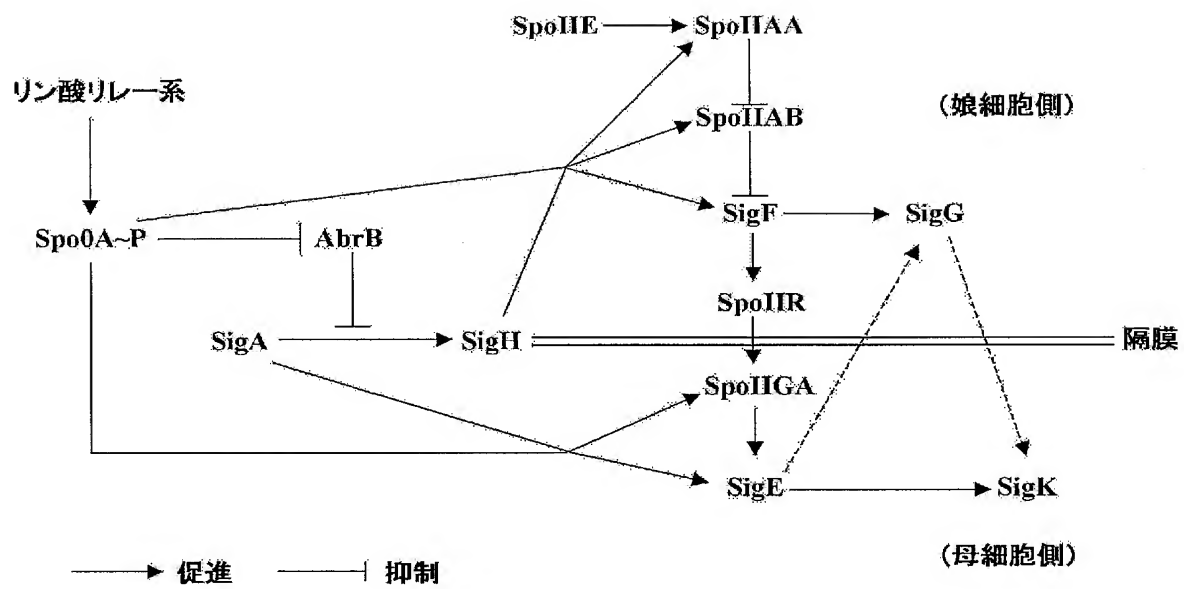 SpoIIE
SpoIIAA
リン酸リレー系
(娘細胞側)
SpoIIAB
SigF
SigG
Spo0A~P
AbrB
SpoIIR
SigA
SigH
隔膜
SpoIIGA
SigE
SigK
(母細胞側)
促進
抑制